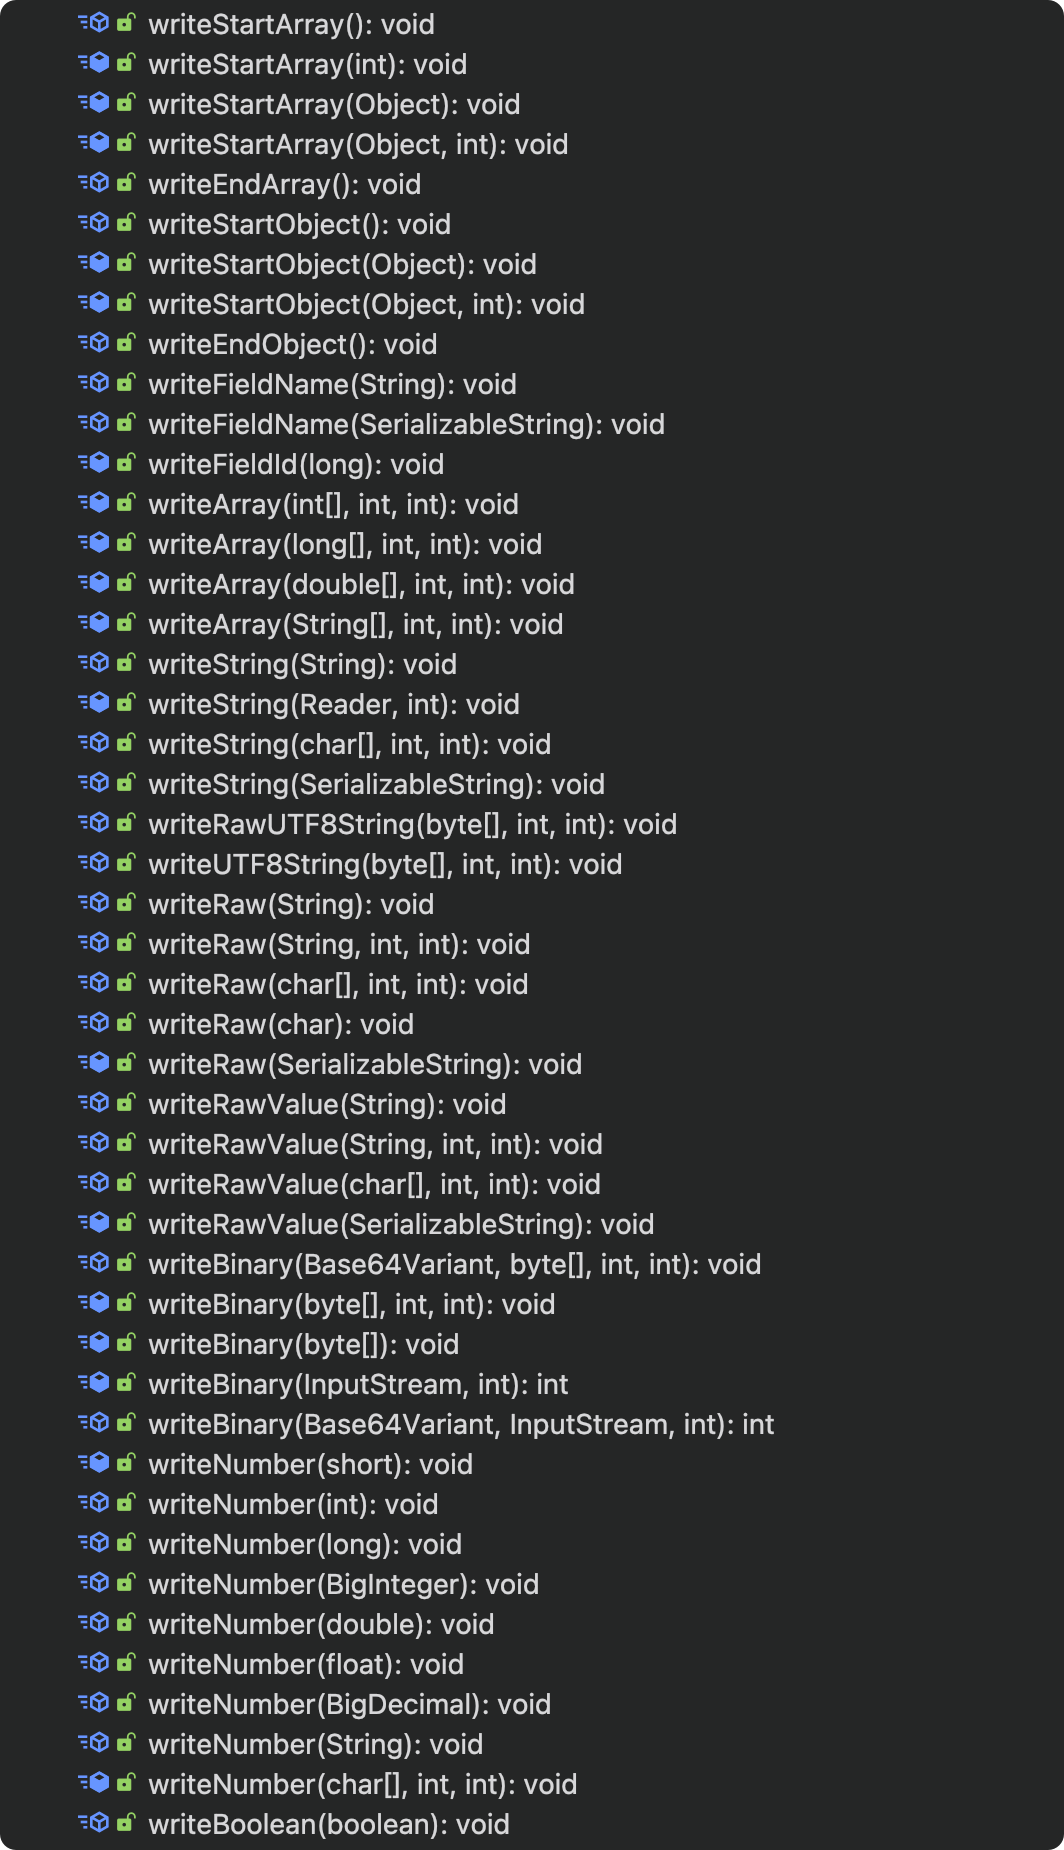 writeStartArray(): void
writeStartArray(int): void
writeStartArray(Object): void
writeStartArray(Object, int): void
writeEndArray(): void
writeStartObject(): void
writeStartObject(Object): void
writeStartObject(Object, int): void
writeEndObject(): void
writeFieldName(String): void
writeFieldName(SerializableString): void
writeFieldId(long): void
writeArray(int[], int, int): void
writeArray(long[], int, int): void
writeArray(double[], int, int): void
writeArray(String[], int, int): void
writeString(String): void
writeString(Reader, int): void
writeString(char[], int, int): void
writeString(SerializableString): void
writeRawUTF8String(byte[], int, int): void
writeUTF8String(byte[], int, int): void
writeRaw(String): void
writeRaw(String, int, int): void
writeRaw(char[], int, int): void
writeRaw(char): void
writeRaw(SerializableString): void
writeRawValue(String): void
writeRawValue(String, int, int): void
writeRawValue(char[], int, int): void
writeRawValue(SerializableString): void
writeBinary(Base64Variant, byte[], int, int): void
writeBinary(byte[], int, int): void
writeBinary(byte[]): void
writeBinary(InputStream, int): int
writeBinary(Base64Variant, InputStream, int): int
writeNumber(short): void
writeNumber(int): void
writeNumber(long): void
writeNumber(BigInteger): void
writeNumber(double): void
writeNumber(float): void
writeNumber(BigDecimal): void
writeNumber(String): void
writeNumber(char[], int, int): void
writeBoolean(boolean): void